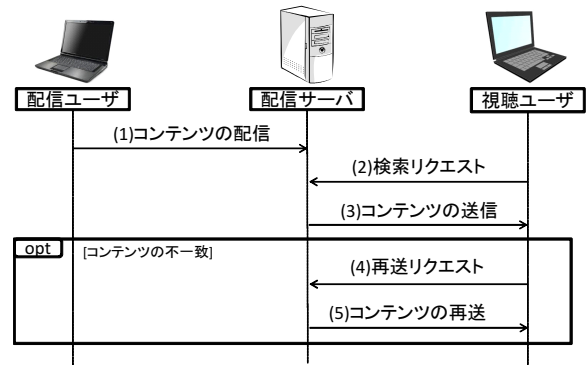 配信ユーザ
配信サーバ
視聴ユーザ
(1)コンテンツの配信
(2)検索リクエスト
(3)コンテンツの送信
opt
[コンテンツの不一致]
(4)再送リクエスト
(5)コンテンツの再送